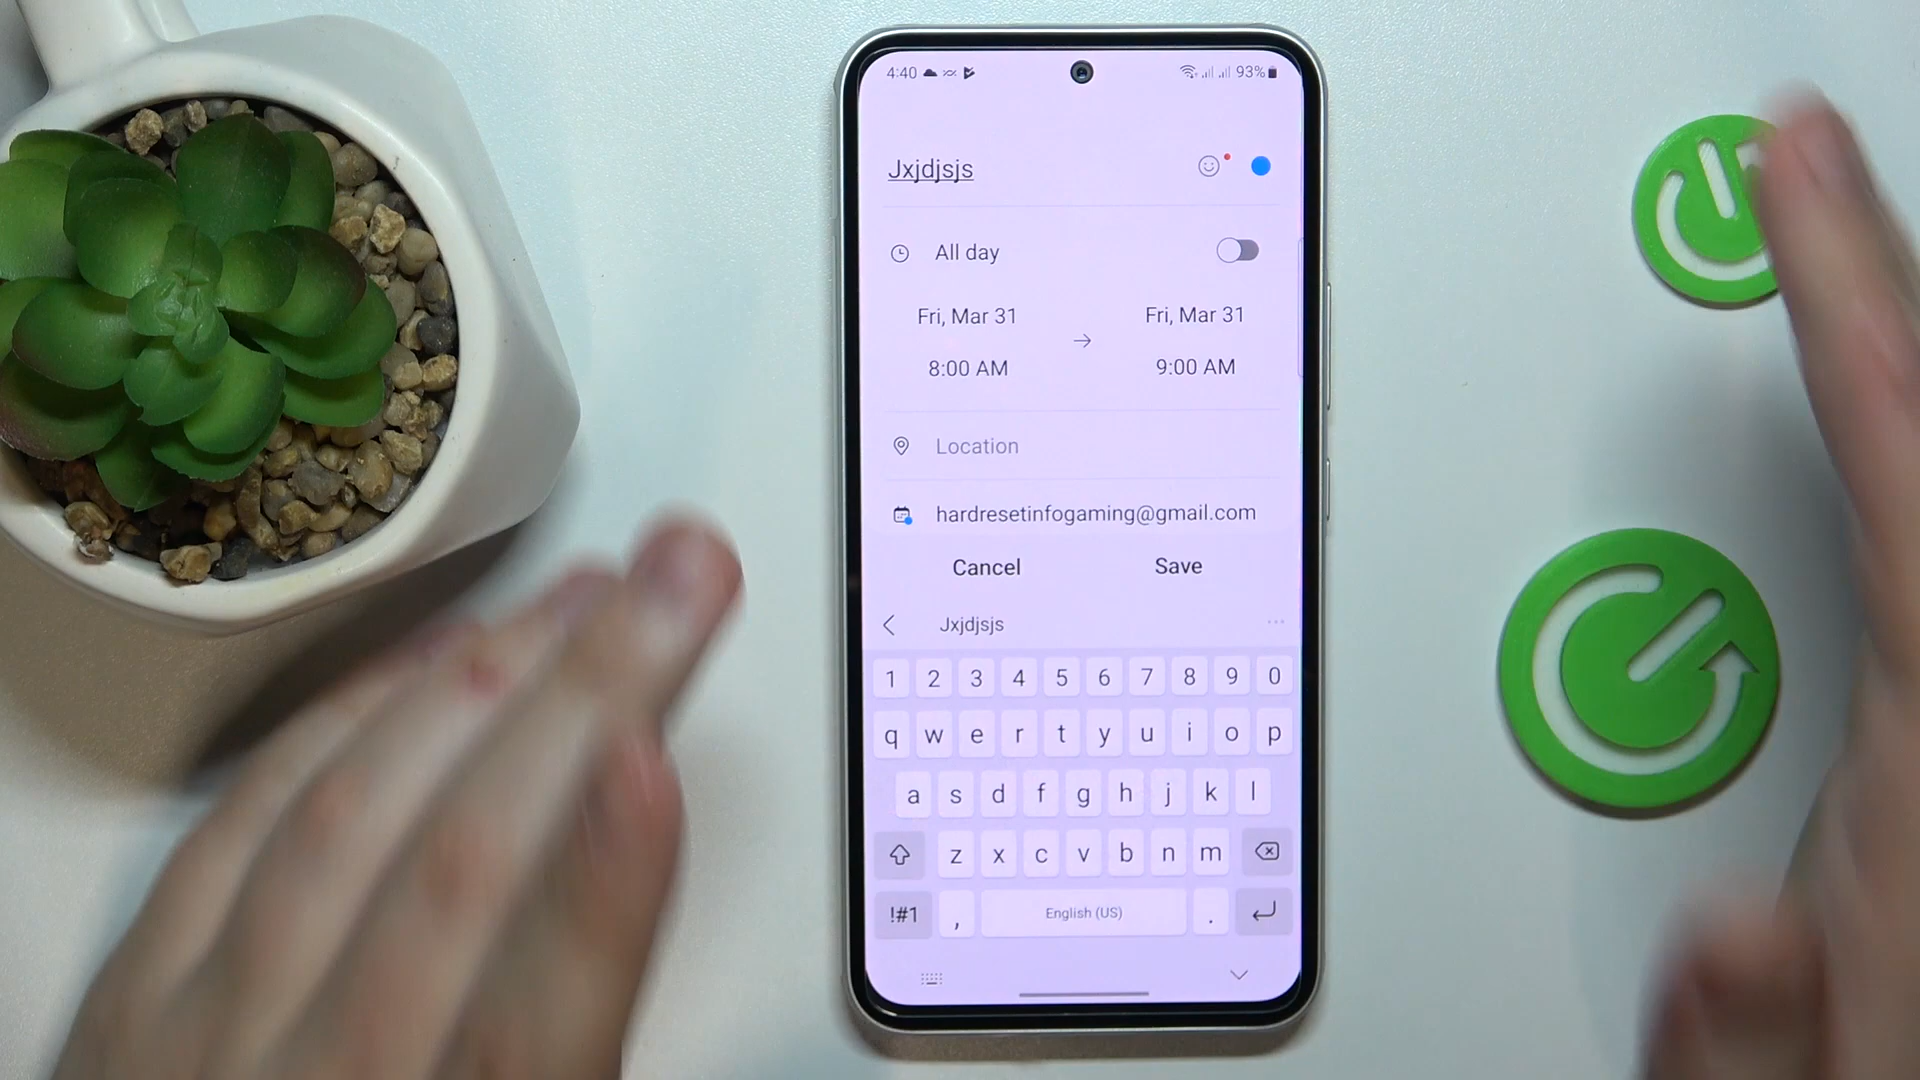 4:40 93%
Jxjdjsjs
All day
Fri, Mar 31 Fri, Mar 31
8:00 AM 9:00 AM
Location
hardresetinfogaming@gmail.com
Cancel Save
Jxjdjsjs
1 2 3 4 5 6 7 8 9 0
q w e r t y u i o p
a s d f g h j k l
z x c v b n m
!#1 , English (US) .